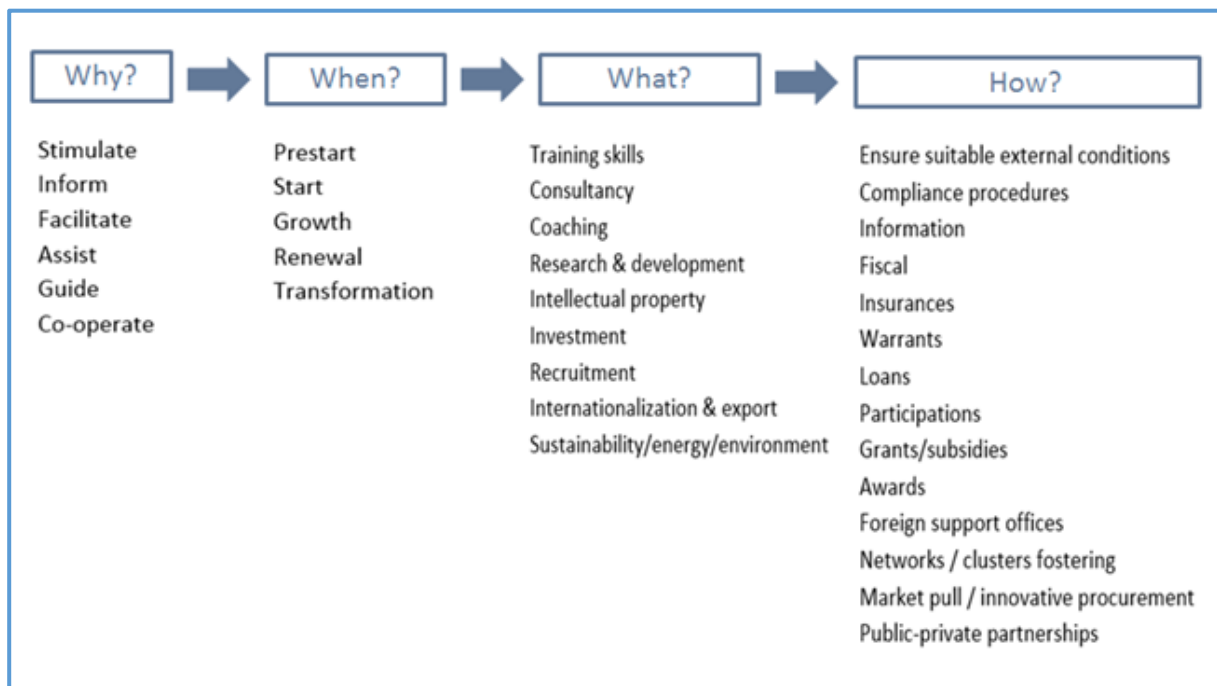 Why?
When?
What?
How?
Stimulate
Inform
Facilitate
Assist
Guide
Co-operate
Prestart
Start
Growth
Renewal
Transformation
Training skills
Consultancy
Coaching
Research & development
Intellectual property
Investment
Recruitment
Internationalization & export
Sustainability/energy/environment
Ensure suitable external conditions
Compliance procedures
Information
Fiscal
Insurances
Warrants
Loans
Participations
Grants/subsidies
Awards
Foreign support offices
Networks / clusters fostering
Market pull / innovative procurement
Public-private partnerships